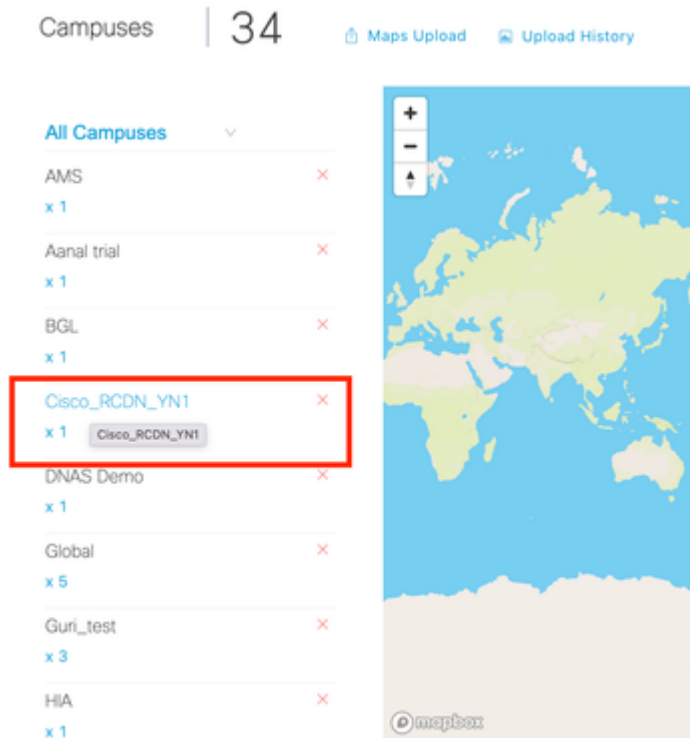 Campuses 34 Maps Upload Upload History
All Campuses
AMS
x 1
Aanal trial
x 1
BGL
x 1
Cisco_RCDN_YN1
x 1 Cisco_RCDN_YN1
DNAS Demo
x 1
Global
x 5
Guri_test
x 3
HIA
x 1
mapbox